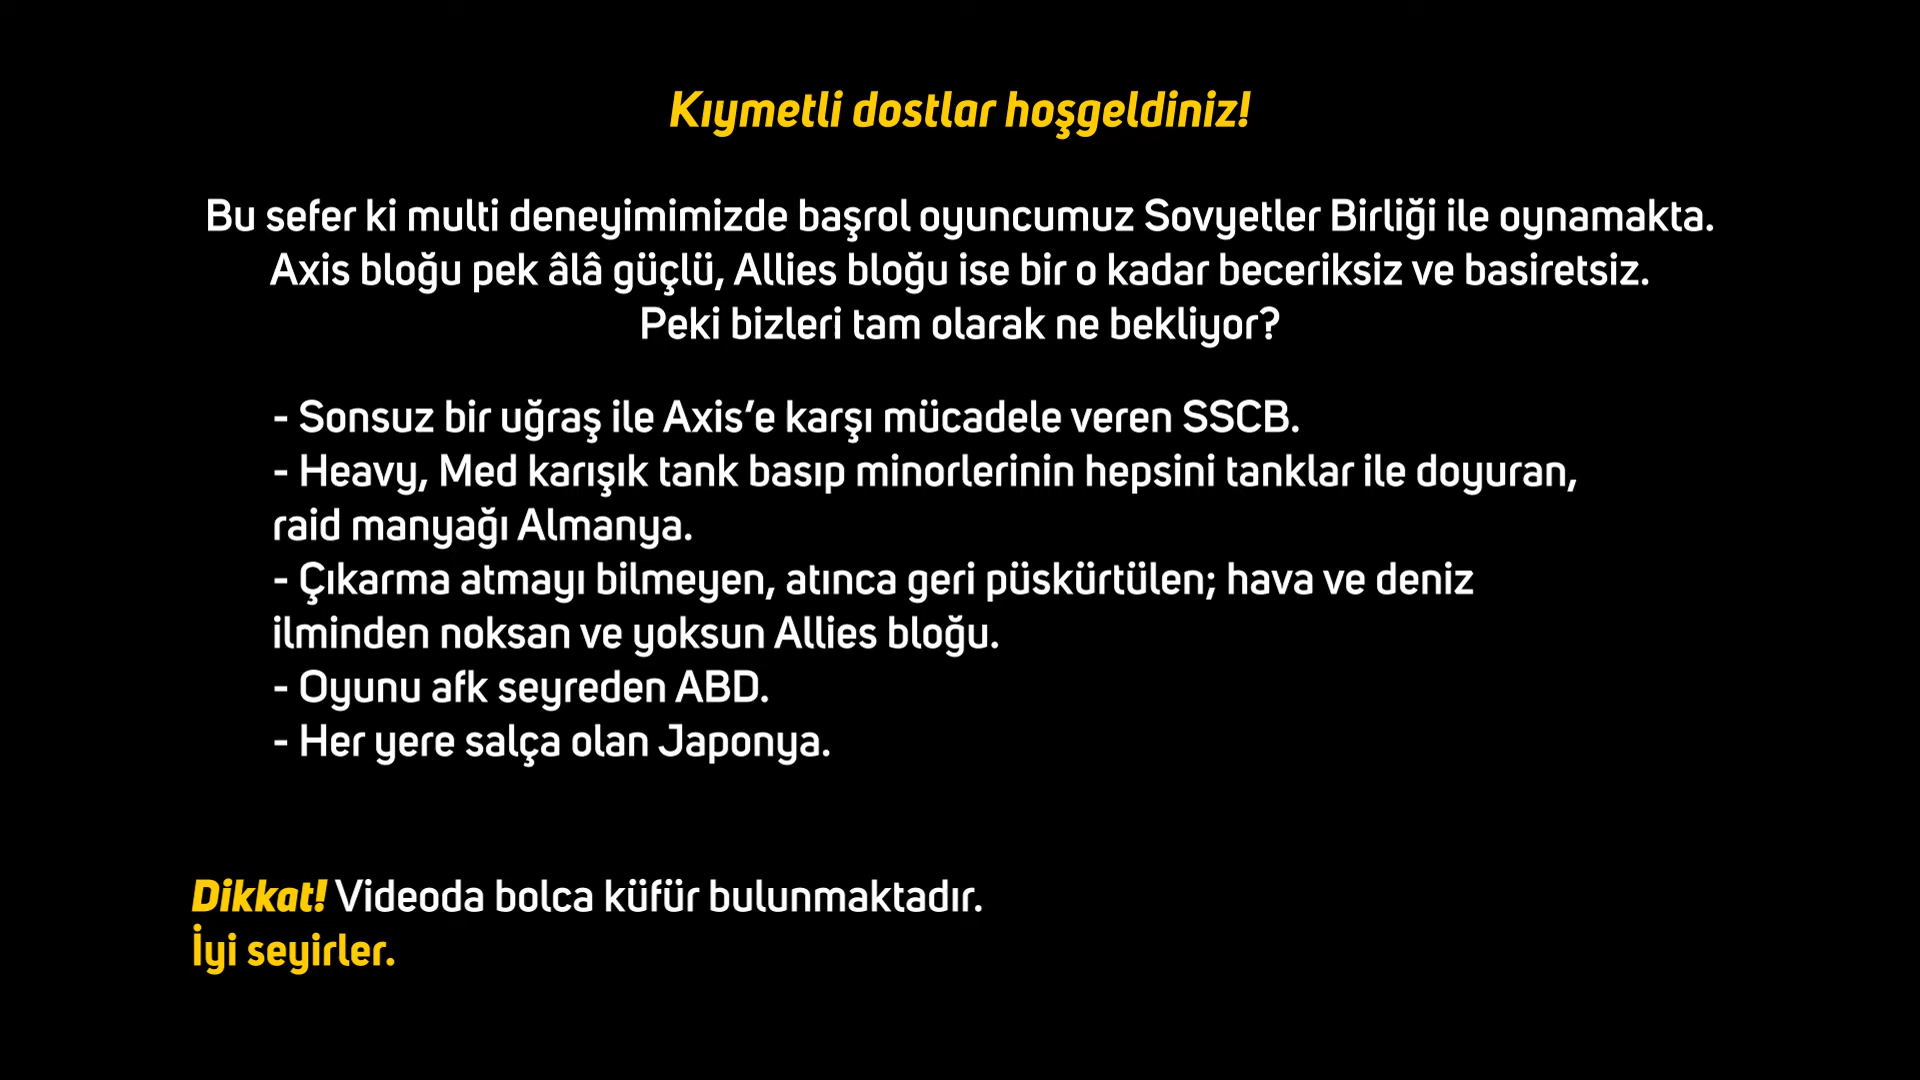 Kıymetli dostlar hoşgeldiniz!
Bu sefer ki multi deneyimimizde başrol oyuncumuz Sovyetler Birliği ile oynamakta.
Axis bloğu pek âlâ güçlü, Allies bloğu ise bir o kadar beceriksiz ve basiretsiz.
Peki bizleri tam olarak ne bekliyor?
- Sonsuz bir uğraş ile Axis’e karşı mücadele veren SSCB.
- Heavy, Med karışık tank basıp minorlerinin hepsini tanklar ile doyuran,
raid manyağı Almanya.
- Çıkarma atmayı bilmeyen, atınca geri püskürtülen; hava ve deniz
ilminden noksan ve yoksun Allies bloğu.
- Oyunu afk seyreden ABD.
- Her yere salça olan Japonya.
Dikkat! Videoda bolca küfür bulunmaktadır.
İyi seyirler.